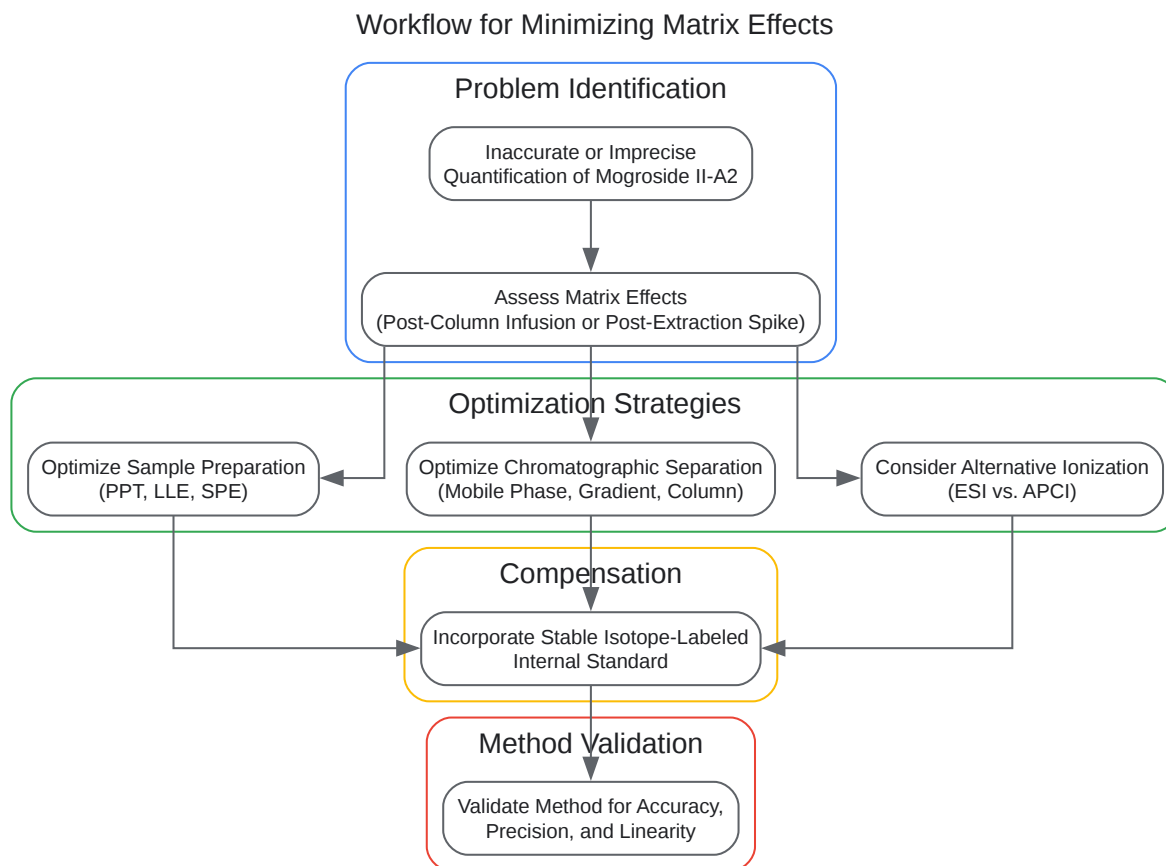 Workflow for Minimizing Matrix Effects
Problem Identification
Inaccurate or Imprecise
Quantification of Mogroside II-A2
Assess Matrix Effects
(Post-Column Infusion or Post-Extraction Spike)
Optimization Strategies
Optimize Sample Preparation
(PPT, LLE, SPE)
Optimize Chromatographic Separation
(Mobile Phase, Gradient, Column)
Consider Alternative Ionization
(ESI vs. APCI)
Compensation
Incorporate Stable Isotope-Labeled
Internal Standard
Method Validation
Validate Method for Accuracy,
Precision, and Linearity